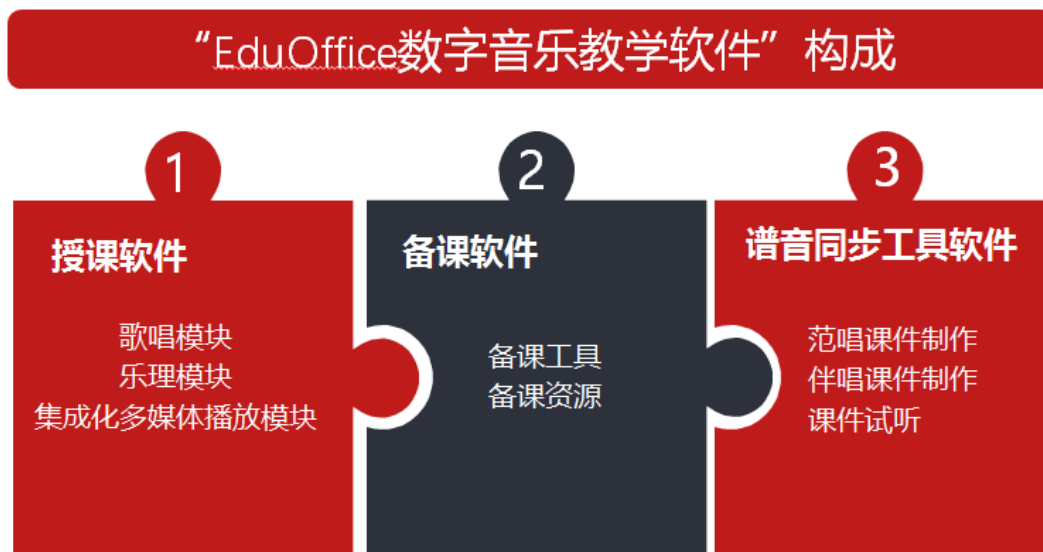 “EduOffice数字音乐教学软件”构成
1
授课软件
歌唱模块
乐理模块
集成化多媒体播放模块
2
备课软件
备课工具
备课资源
3
谱音同步工具软件
范唱课件制作
伴唱课件制作
课件试听